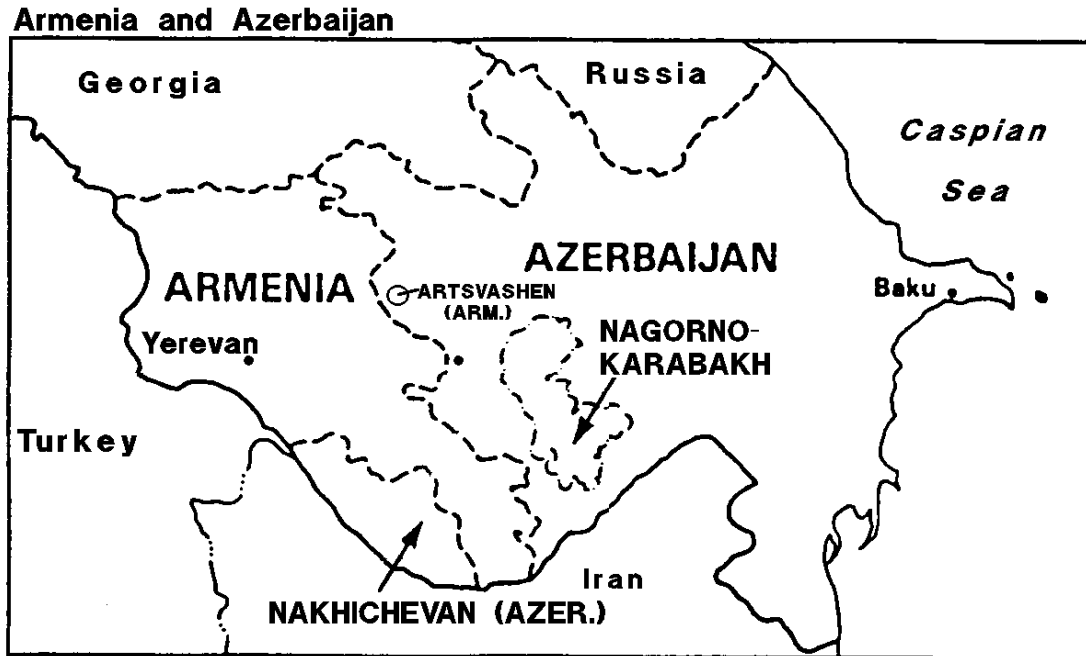 Armenia and Azerbaijan
Georgia
Russia
Caspian
Sea
AZERBAIJAN
ARMENIA
ARTSVASHEN
(ARM.)
Baku
NAGORNO-
KARABAKH
Yerevan
Turkey
Iran
NAKHICHEVAN (AZER.)